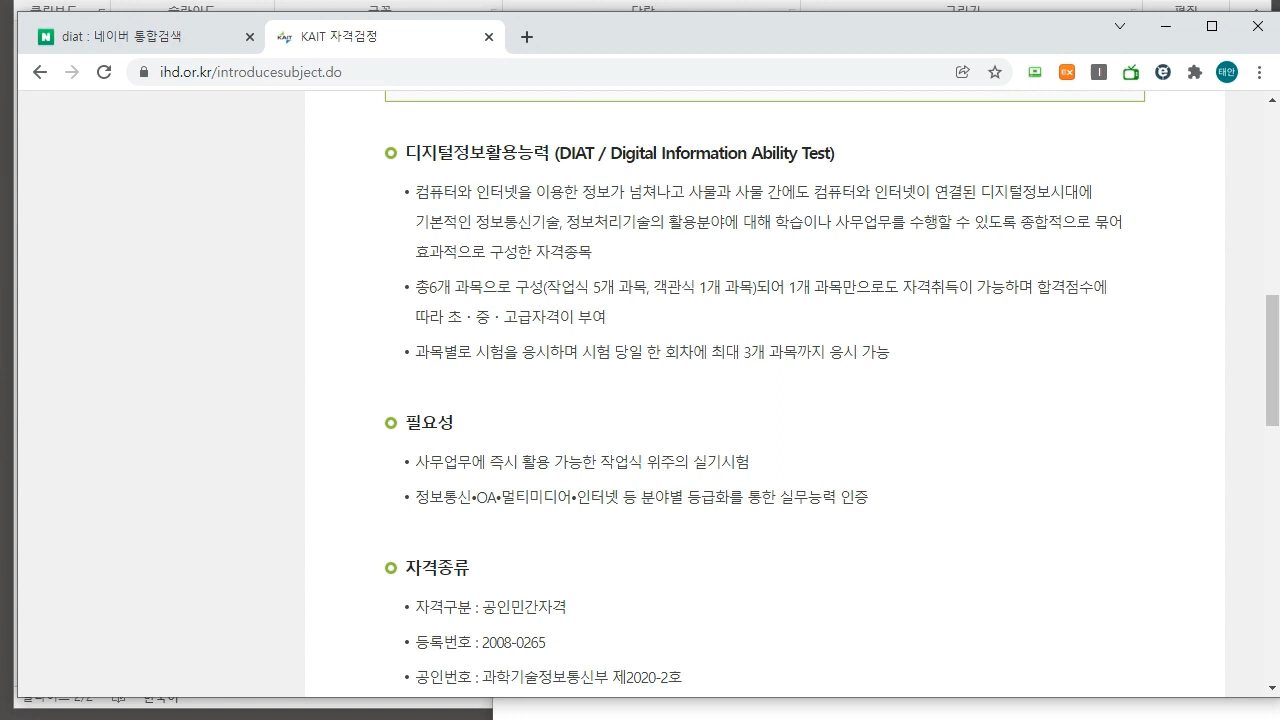 diat : 네이버 통합검색
KAIT 자격검정
ihd.or.kr/introducesubject.do
EX
태안
디지털정보활용능력 (DIAT / Digital Information Ability Test)
• 컴퓨터와 인터넷을 이용한 정보가 넘쳐나고 사물과 사물 간에도 컴퓨터와 인터넷이 연결된 디지털정보시대에
기본적인 정보통신기술, 정보처리기술의 활용분야에 대해 학습이나 사무업무를 수행할 수 있도록 종합적으로 묶어
효과적으로 구성한 자격종목
• 총6개 과목으로 구성(작업식 5개 과목, 객관식 1개 과목)되어 1개 과목만으로도 자격취득이 가능하며 합격점수에
따라 초 · 중 · 고급자격이 부여
• 과목별로 시험을 응시하며 시험 당일 한 회차에 최대 3개 과목까지 응시 가능
필요성
• 사무업무에 즉시 활용 가능한 작업식 위주의 실기시험
• 정보통신•OA•멀티미디어•인터넷 등 분야별 등급화를 통한 실무능력 인증
자격종류
• 자격구분 : 공인민간자격
• 등록번호 : 2008-0265
• 공인번호 : 과학기술정보통신부 제2020-2호